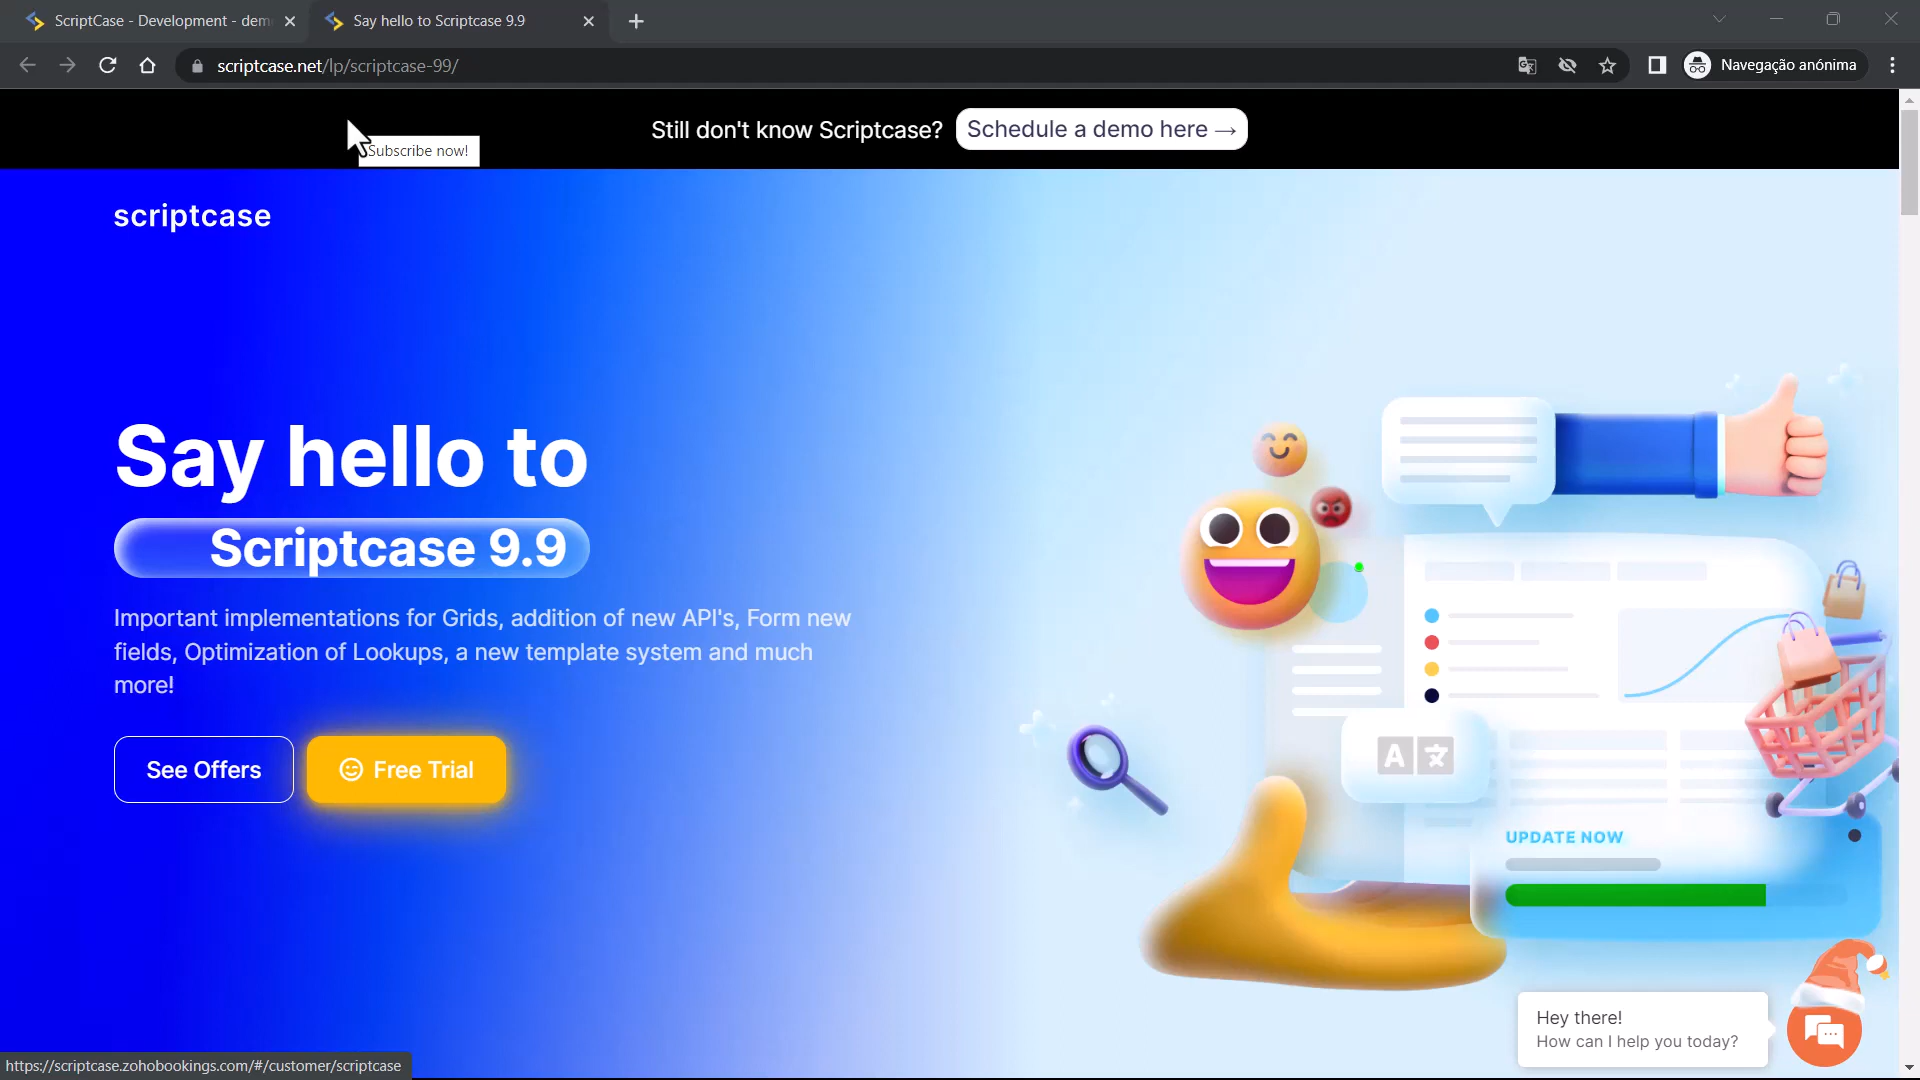 ScriptCase - Development - dem
Say hello to Scriptcase 9.9
scriptcase.net/lp/scriptcase-99/
Navegação anónima
Still don't know Scriptcase?
Schedule a demo here →
Subscribe now!
scriptcase
Say hello to
Scriptcase 9.9
Important implementations for Grids, addition of new API's, Form new
fields, Optimization of Lookups, a new template system and much
more!
See Offers
Free Trial
A 文
UPDATE NOW
Hey there!
How can I help you today?
https://scriptcase.zohobookings.com/#/customer/scriptcase